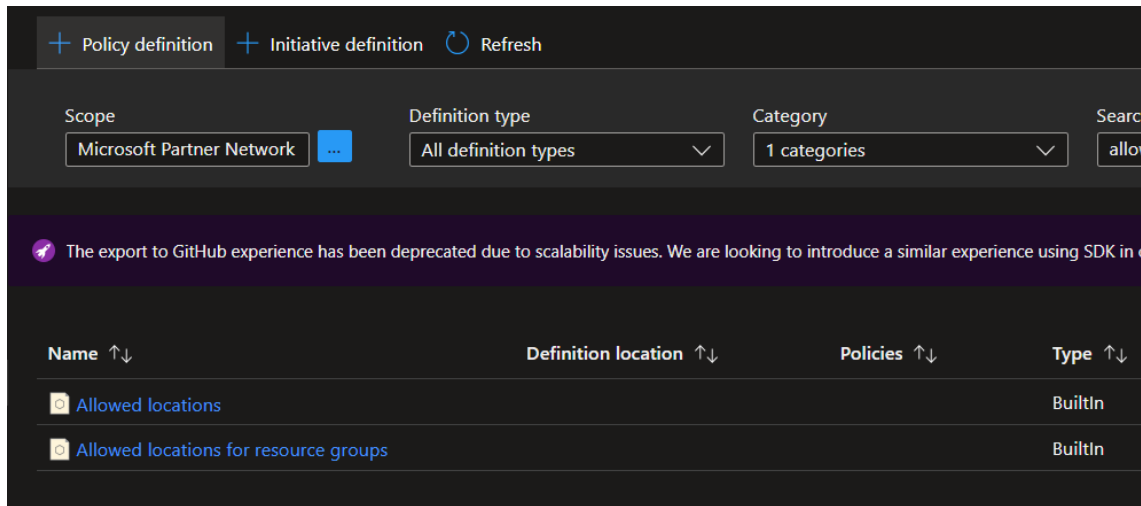 Policy definition Initiative definition Refresh
Scope Definition type Category
Microsoft Partner Network ... All definition types 1 categories
The export to GitHub experience has been deprecated due to scalability issues. We are looking to introduce a similar experience using SDK in
Name Definition location Policies Type
Allowed locations BuiltIn
Allowed locations for resource groups BuiltIn